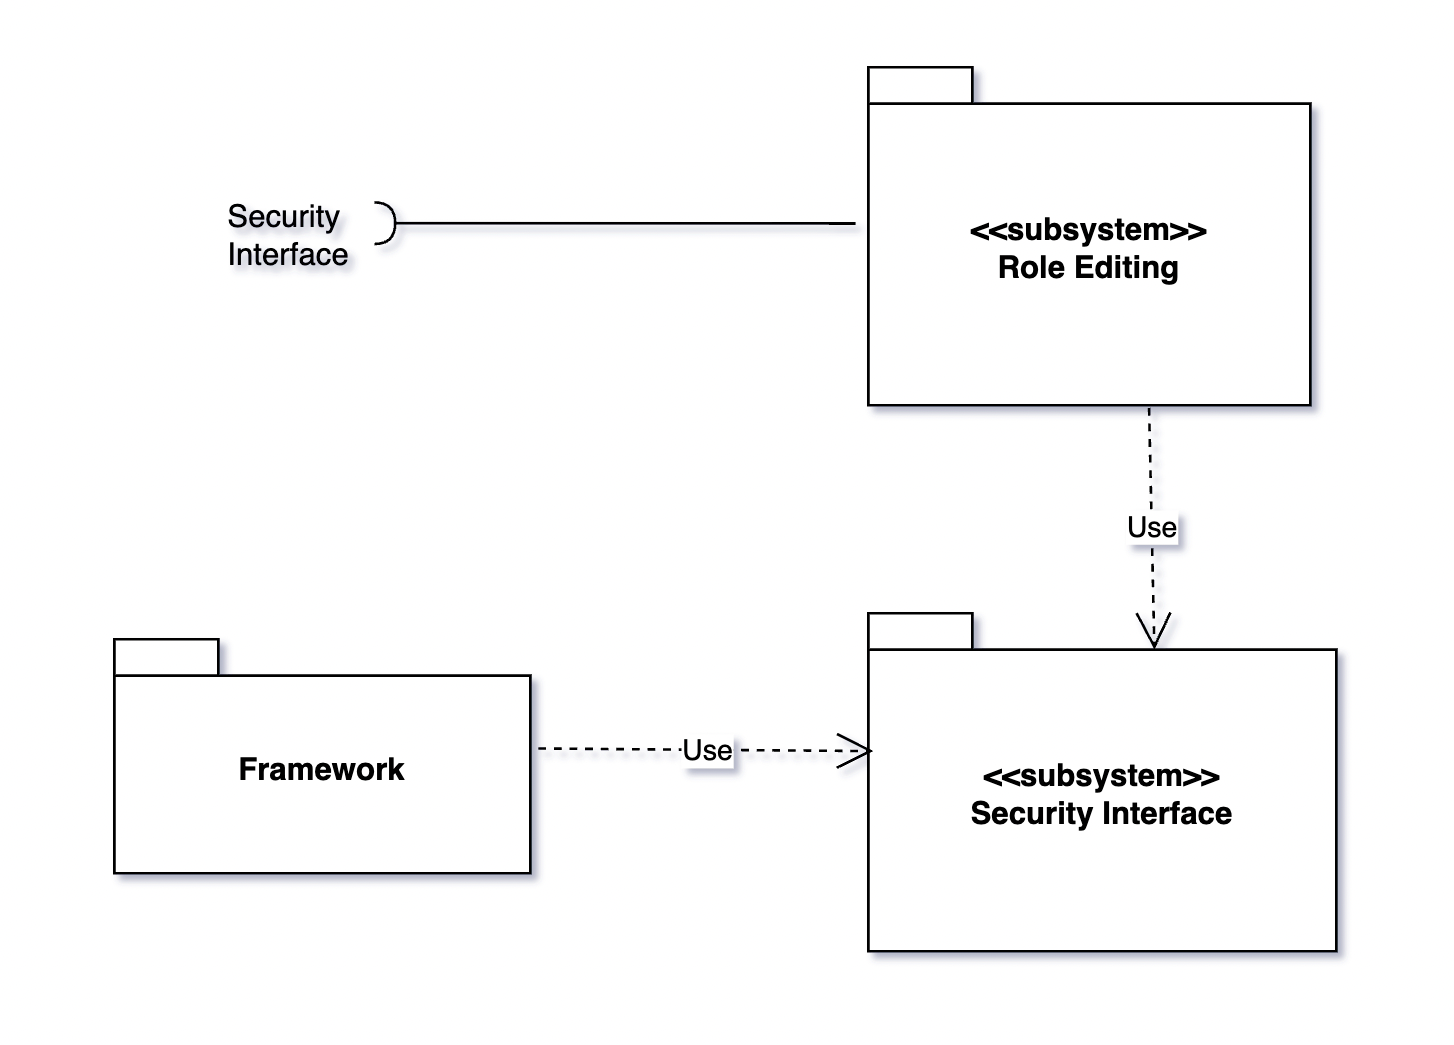 Security
Interface
<<subsystem>>
Role Editing
Use
Framework
Use
<<subsystem>>
Security Interface